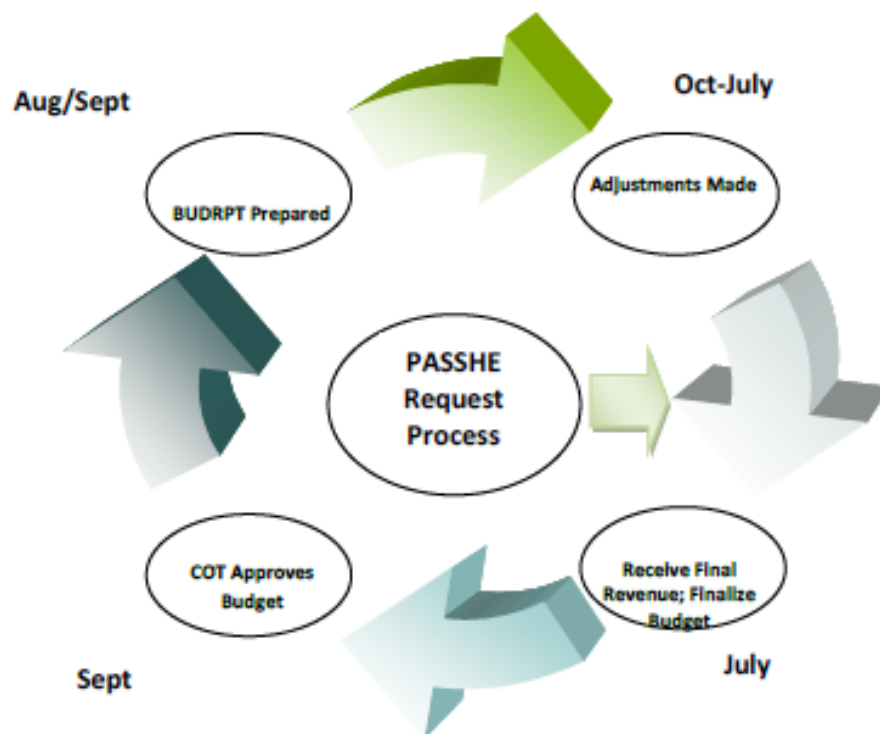 Aug/Sept
Oct-July
BUDRPT Prepared
Adjustments Made
PASSHE
Request
Process
COT Approves
Budget
Receive Final
Revenue; Finalize
Budget
Sept
July